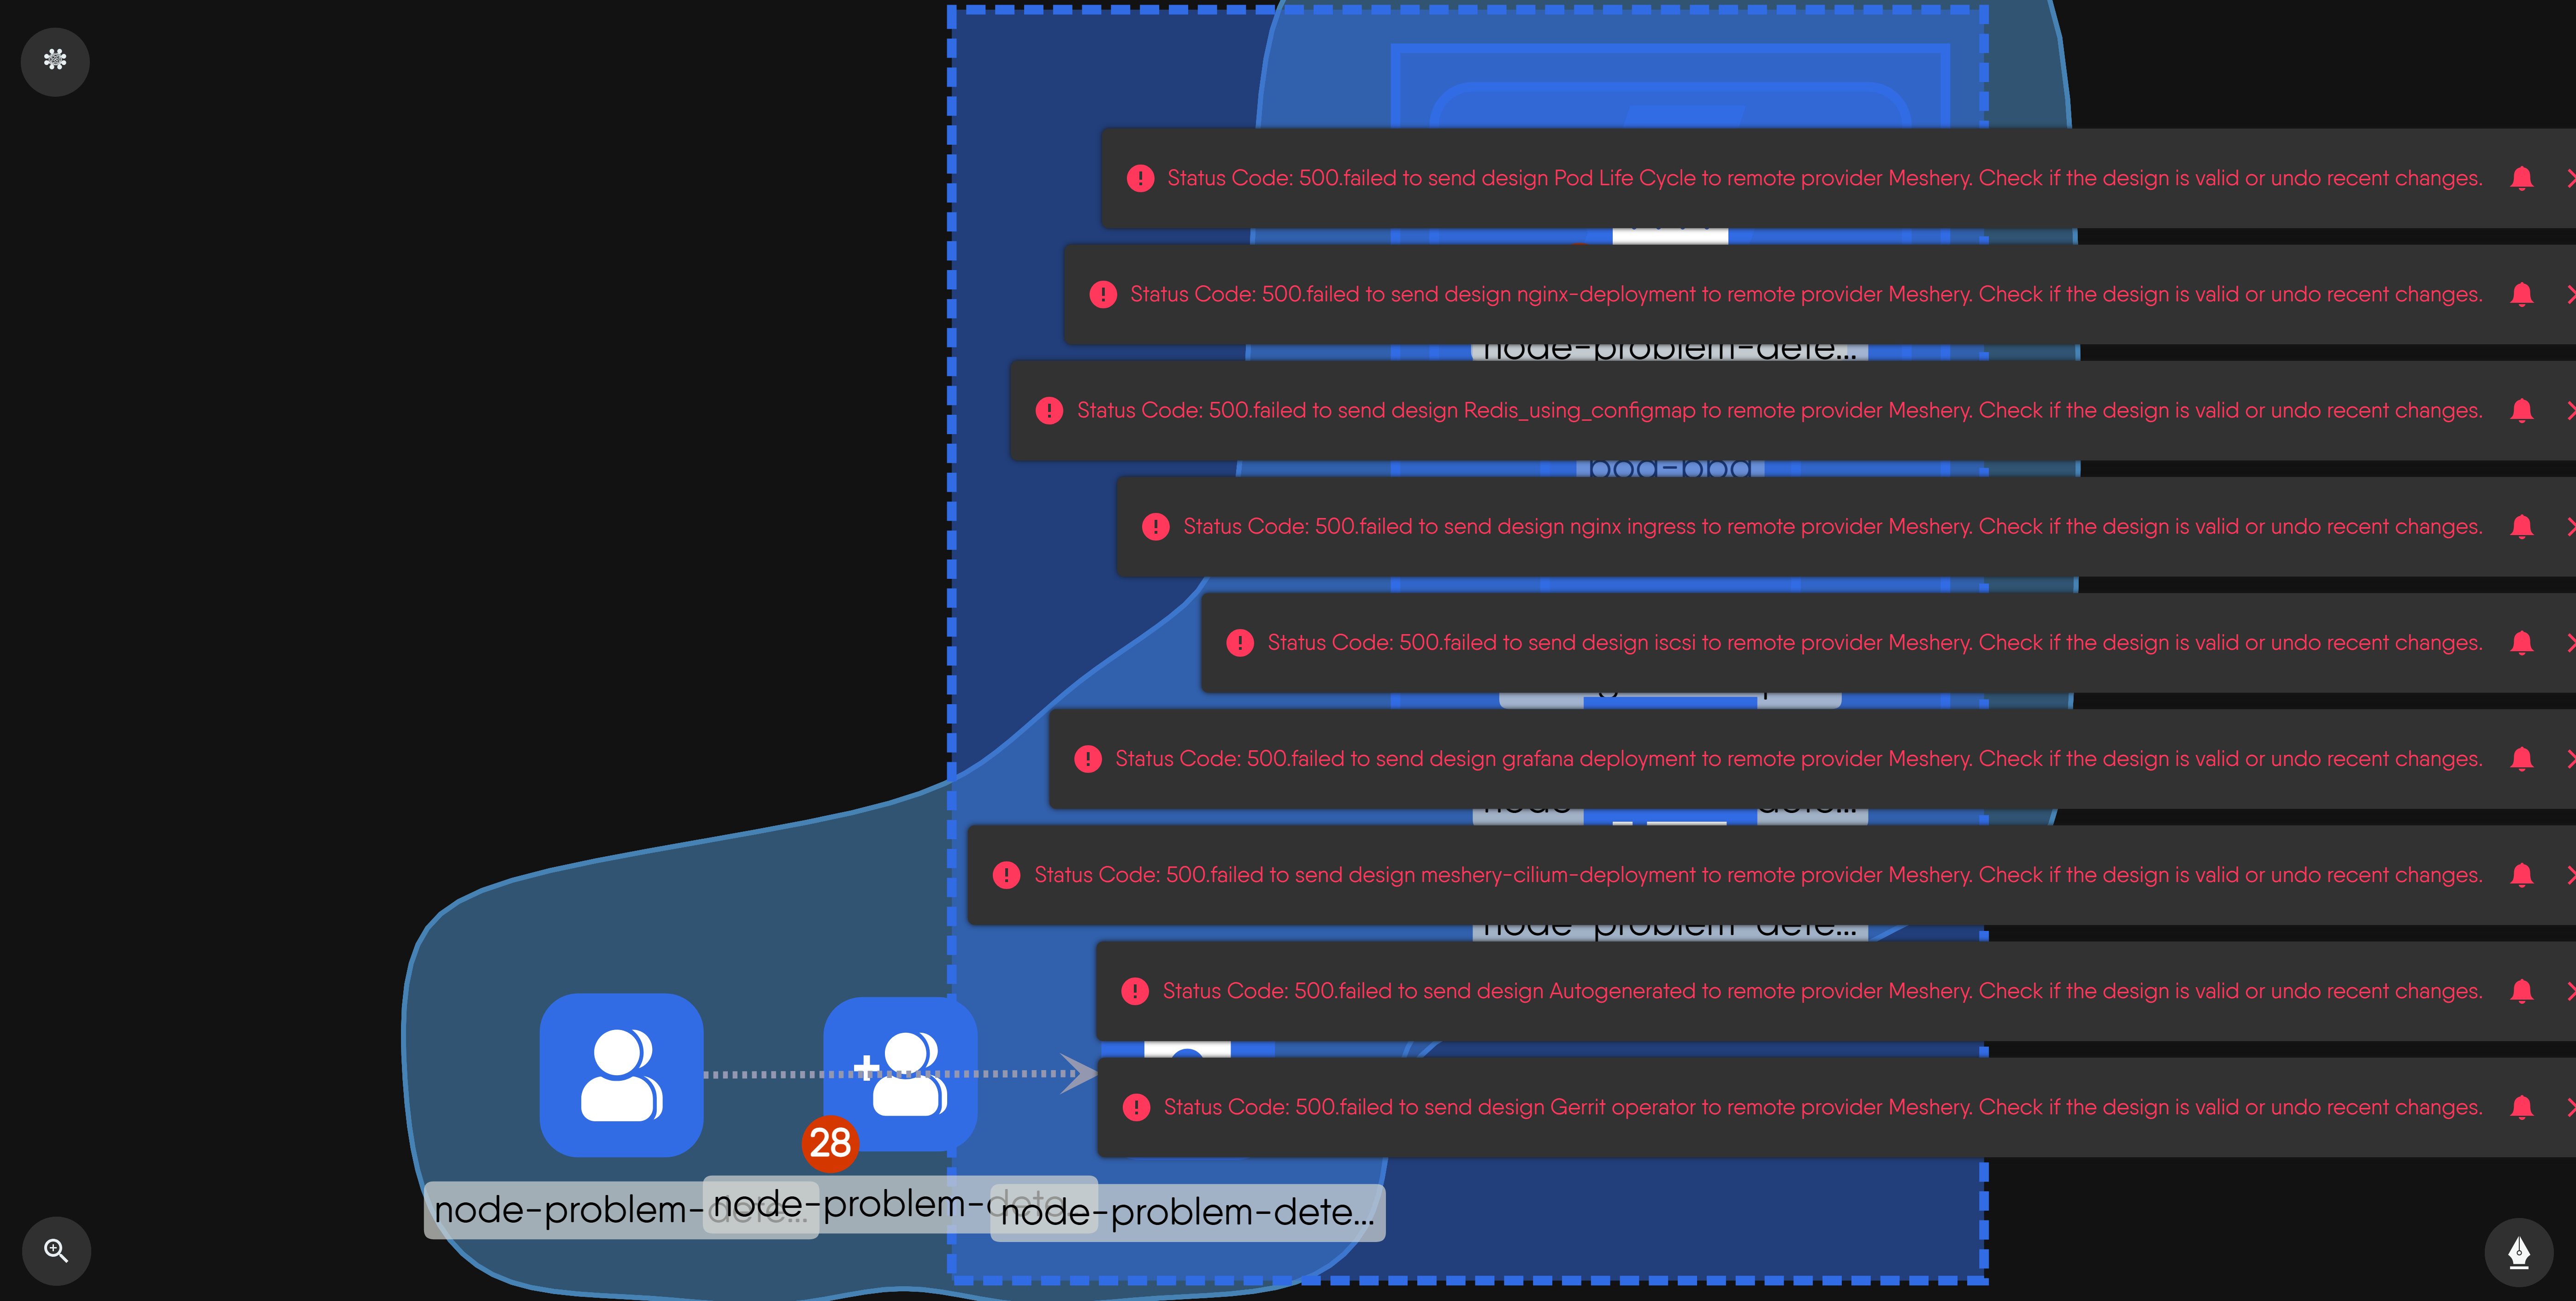 Status Code: 500.failed to send design Pod Life Cycle to remote provider Meshery. Check if the design is valid or undo recent changes.
Status Code: 500.failed to send design nginx-deployment to remote provider Meshery. Check if the design is valid or undo recent changes.
node-problem-dete...
Status Code: 500.failed to send design Redis_using_configmap to remote provider Meshery. Check if the design is valid or undo recent changes.
Status Code: 500.failed to send design nginx ingress to remote provider Meshery. Check if the design is valid or undo recent changes.
Status Code: 500.failed to send design iscsi to remote provider Meshery. Check if the design is valid or undo recent changes.
Status Code: 500.failed to send design grafana deployment to remote provider Meshery. Check if the design is valid or undo recent changes.
Status Code: 500.failed to send design meshery-cilium-deployment to remote provider Meshery. Check if the design is valid or undo recent changes.
node-problem-dete...
Status Code: 500.failed to send design Autogenerated to remote provider Meshery. Check if the design is valid or undo recent changes.
Status Code: 500.failed to send design Gerrit operator to remote provider Meshery. Check if the design is valid or undo recent changes.
28
node-problem-dete...
node-problem-dete...
node-problem-dete...